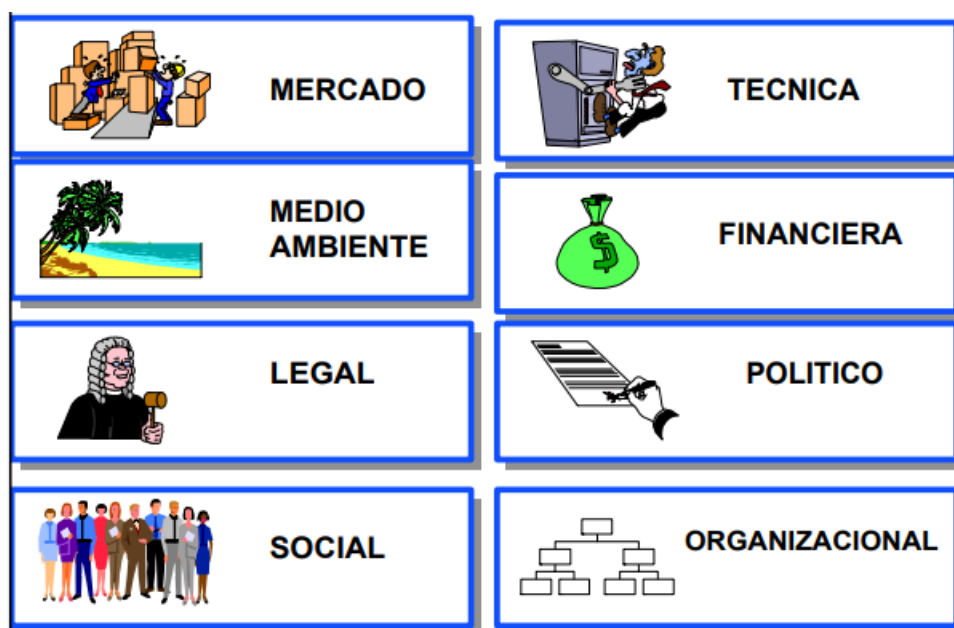 MERCADO
TECNICA
MEDIO
AMBIENTE
FINANCIERA
$
LEGAL
POLITICO
SOCIAL
ORGANIZACIONAL